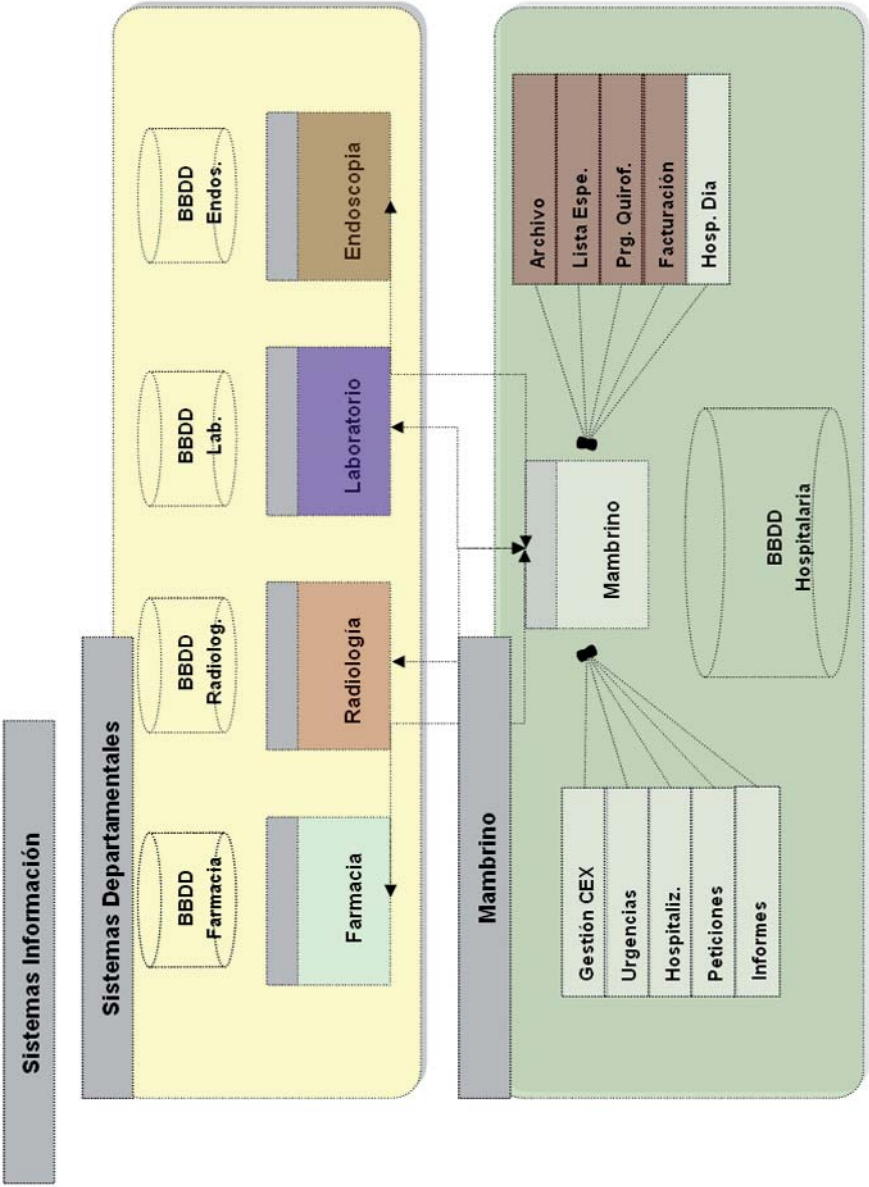 Sistemas Información
Sistemas Departamentales
BBDD
Farmacia
BBDD
Radiolog.
BBDD
Lab.
BBDD
Endos.
Farmacia
Radiología
Laboratorio
Endoscopia
Mambrino
Gestión CEX
Urgencias
Hospitaliz.
Peticiones
Informes
Mambrino
BBDD
Hospitalaria
Archivo
Lista Espe.
Prg. Quirof.
Facturación
Hosp. Dia